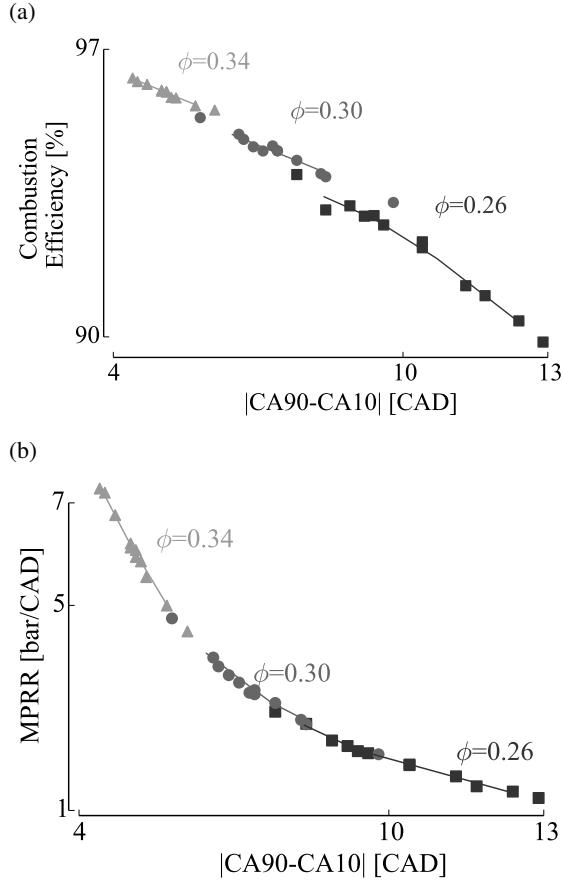 (a)
97
ϕ=0.34
ϕ=0.30
Combustion
Efficiency [%]
ϕ=0.26
90
4
10
13
|CA90-CA10| [CAD]
(b)
7
ϕ=0.34
5
MPRR [bar/CAD]
ϕ=0.30
ϕ=0.26
1
4
10
13
|CA90-CA10| [CAD]